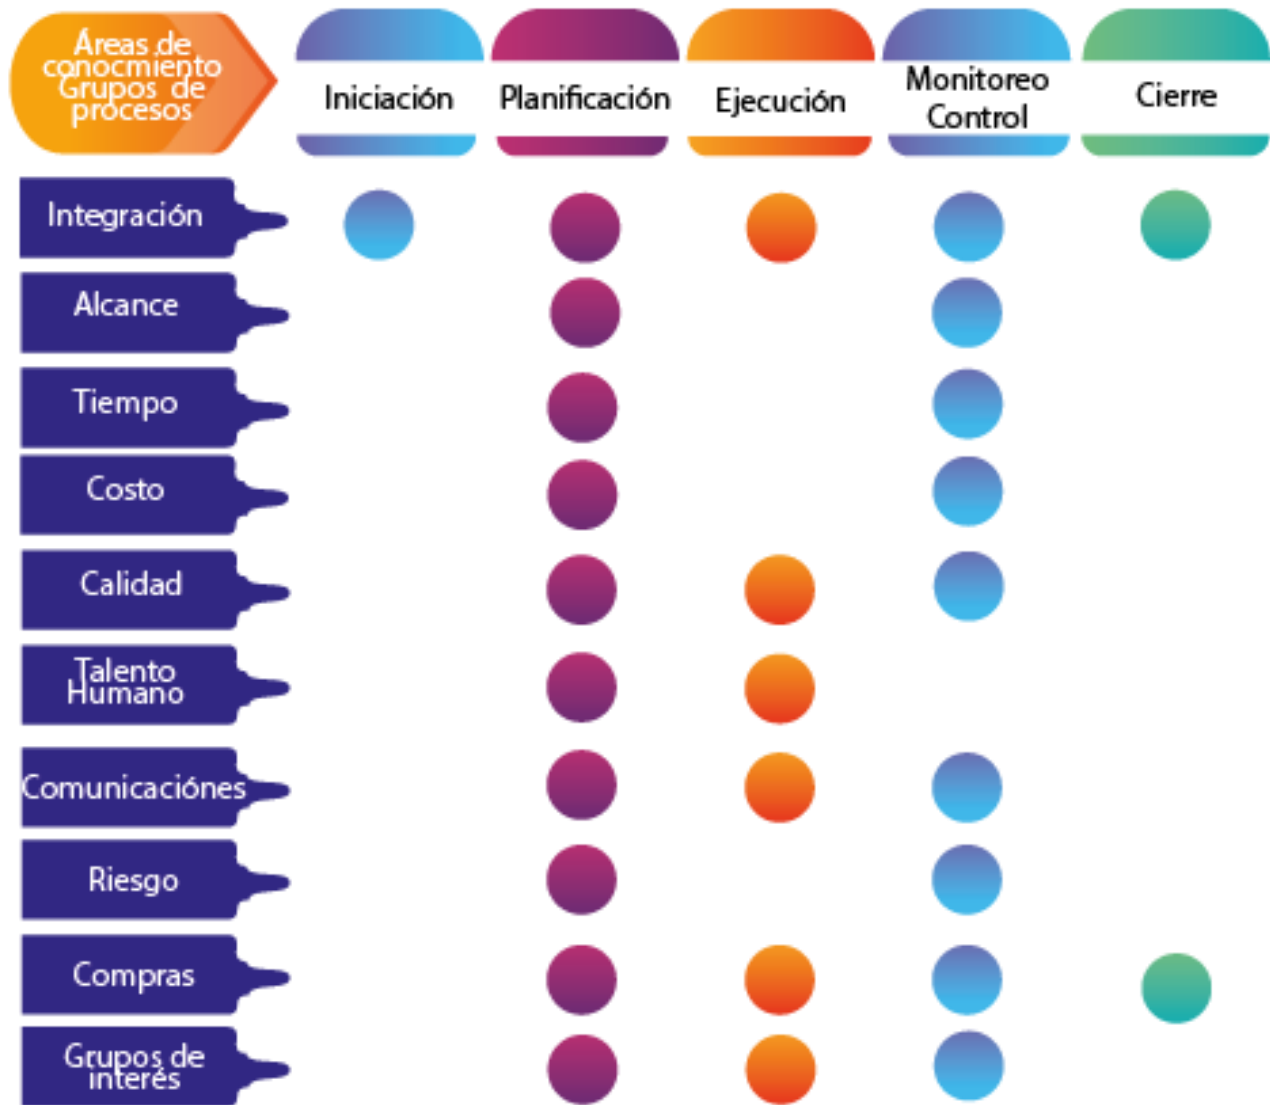 Áreas de
conocmiento
Grupos de
procesos
Iniciación
Planificación
Ejecución
Monitoreo
Control
Cierre
Integración
Alcance
Tiempo
Costo
Calidad
Talento
Humano
Comunicaciónes
Riesgo
Compras
Grupos de
interés